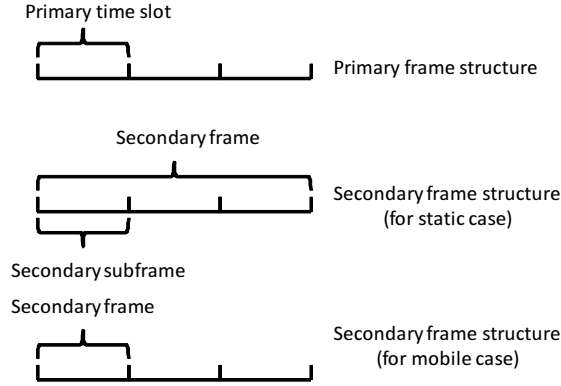 Primary time slot
Primary frame structure
Secondary frame
Secondary frame structure
(for static case)
Secondary subframe
Secondary frame
Secondary frame structure
(for mobile case)